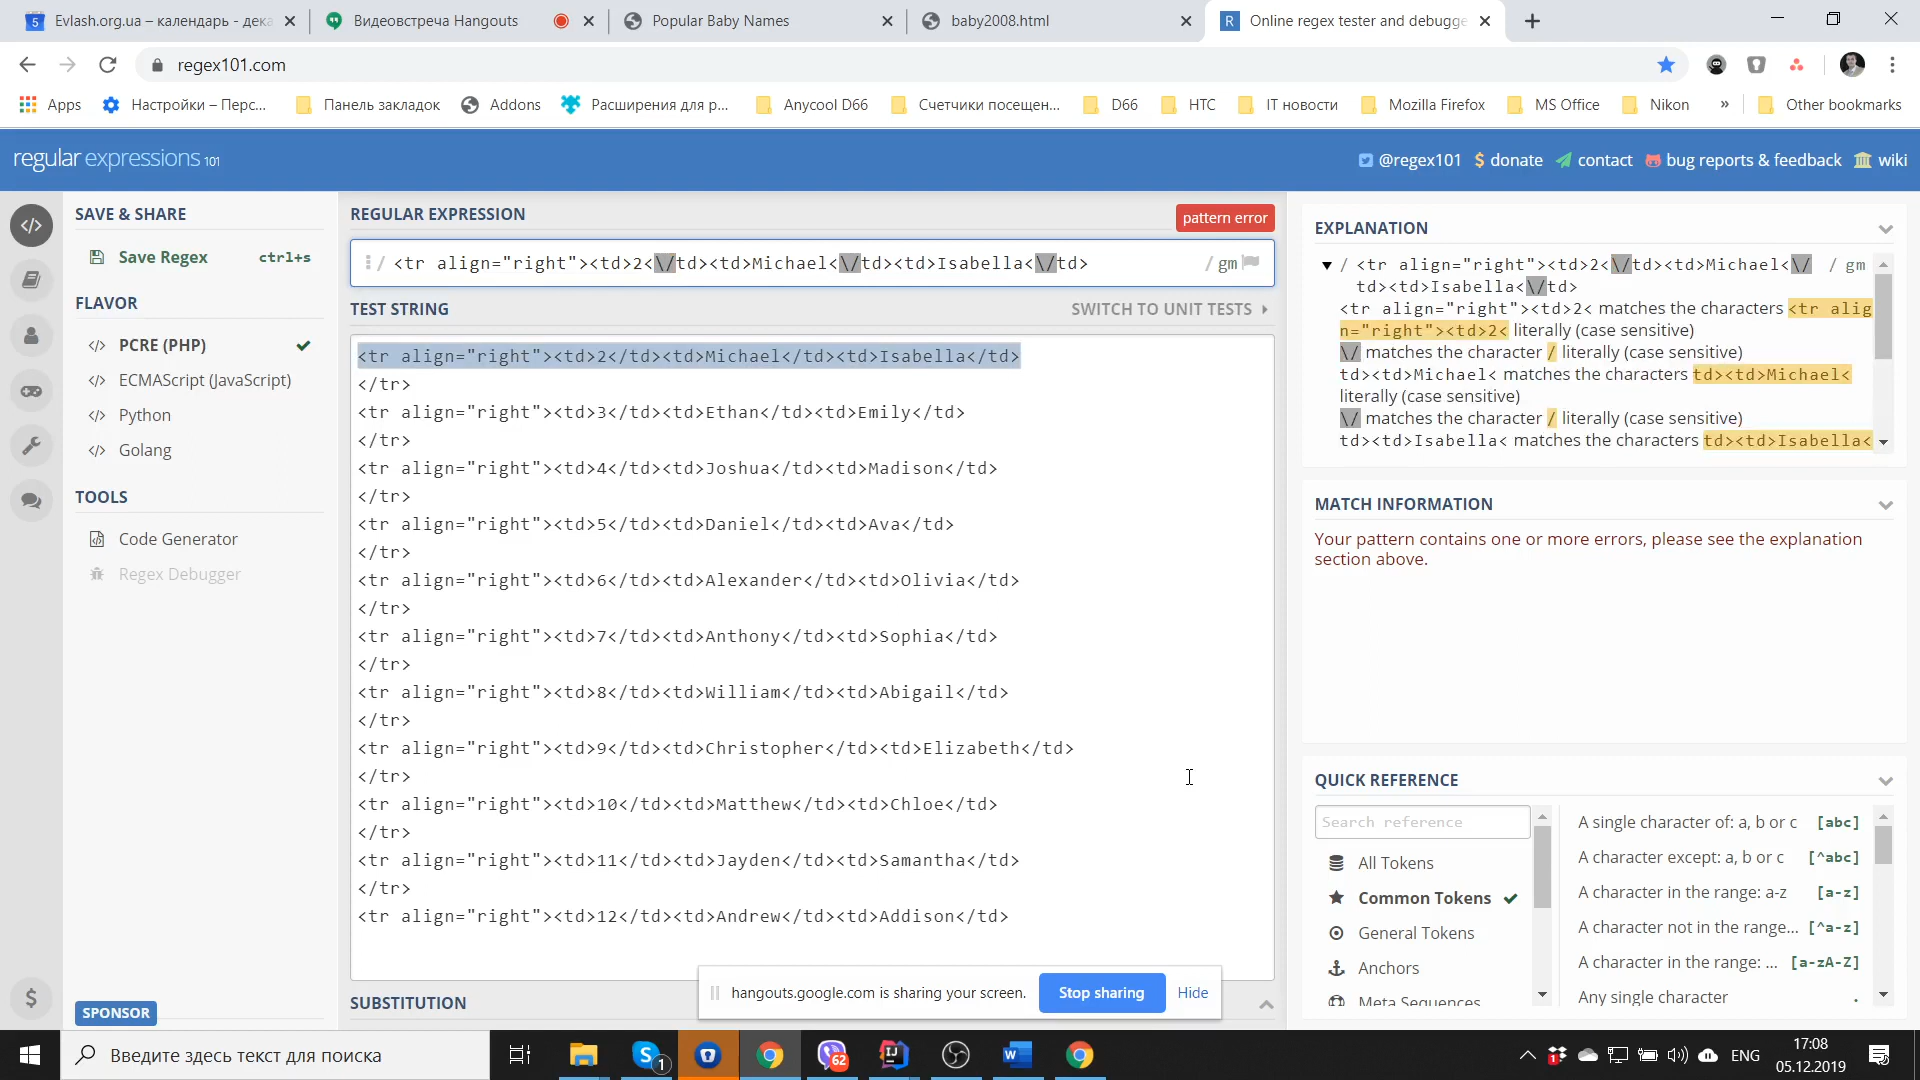 Evlash.org.ua – календарь - дека
Видеовстреча Hangouts
Popular Baby Names
baby2008.html
Online regex tester and debugge
regex101.com
Apps
Настройки – Перс...
Панель закладок
Addons
Расширения для р...
Anycool D66
Счетчики посещен...
D66
HTC
IT новости
Mozilla Firefox
MS Office
Nikon
»
Other bookmarks
regular expressions 101
@regex101
$ donate
contact
bug reports & feedback
wiki
SAVE & SHARE
Save Regex ctrl+s
FLAVOR
</> PCRE (PHP)
</> ECMAScript (JavaScript)
</> Python
</> Golang
TOOLS
Code Generator
Regex Debugger
SPONSOR
REGULAR EXPRESSION
pattern error
/ <tr align="right"><td>2<\/td><td>Michael<\/td><td>Isabella<\/td> / gm
TEST STRING
SWITCH TO UNIT TESTS
<tr align="right"><td>2</td><td>Michael</td><td>Isabella</td>
</tr>
<tr align="right"><td>3</td><td>Ethan</td><td>Emily</td>
</tr>
<tr align="right"><td>4</td><td>Joshua</td><td>Madison</td>
</tr>
<tr align="right"><td>5</td><td>Daniel</td><td>Ava</td>
</tr>
<tr align="right"><td>6</td><td>Alexander</td><td>Olivia</td>
</tr>
<tr align="right"><td>7</td><td>Anthony</td><td>Sophia</td>
</tr>
<tr align="right"><td>8</td><td>William</td><td>Abigail</td>
</tr>
<tr align="right"><td>9</td><td>Christopher</td><td>Elizabeth</td>
</tr>
<tr align="right"><td>10</td><td>Matthew</td><td>Chloe</td>
</tr>
<tr align="right"><td>11</td><td>Jayden</td><td>Samantha</td>
</tr>
<tr align="right"><td>12</td><td>Andrew</td><td>Addison</td>
SUBSTITUTION
hangouts.google.com is sharing your screen.
Stop sharing
Hide
EXPLANATION
/ <tr align="right"><td>2<\/td><td>Michael<\/ / gm
td><td>Isabella<\/td>
<tr align="right"><td>2< matches the characters <tr alig
n="right"><td>2< literally (case sensitive)
\/ matches the character / literally (case sensitive)
td><td>Michael< matches the characters td><td>Michael<
literally (case sensitive)
\/ matches the character / literally (case sensitive)
td><td>Isabella< matches the characters td><td>Isabella<
MATCH INFORMATION
Your pattern contains one or more errors, please see the explanation
section above.
QUICK REFERENCE
Search reference
All Tokens
Common Tokens
General Tokens
Anchors
Meta Sequences
A single character of: a, b or c [abc]
A character except: a, b or c [^abc]
A character in the range: a-z [a-z]
A character not in the range... [^a-z]
A character in the range: ... [a-zA-Z]
Any single character .
Введите здесь текст для поиска
1
62
ENG
17:08
05.12.2019